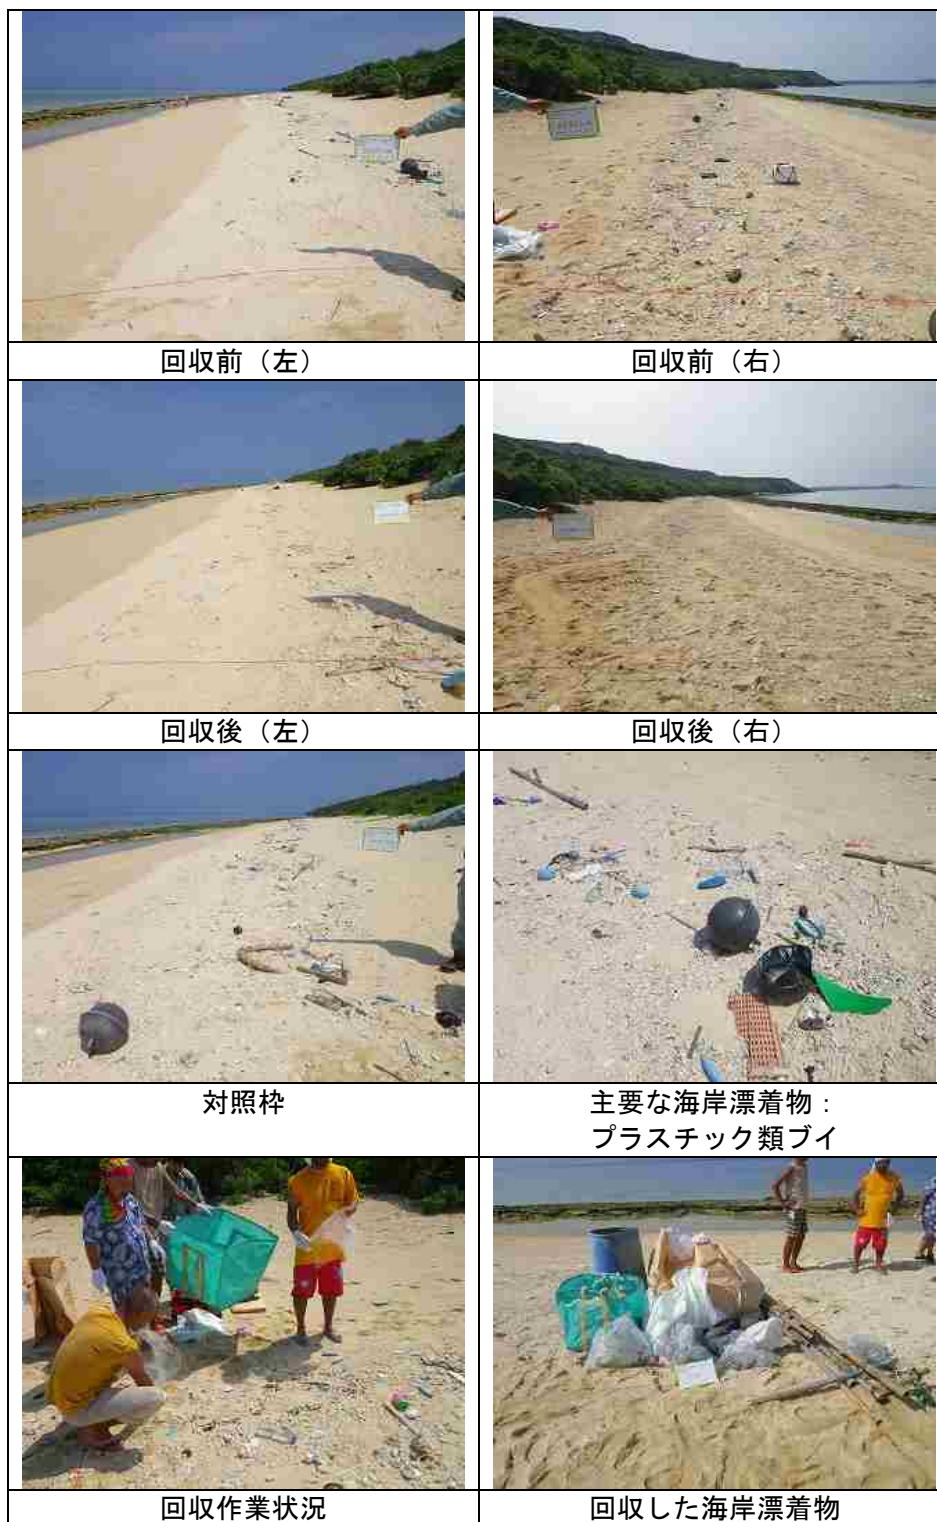 回収前（左）
回収前（右）
回収後（左）
回収後（右）
対照枠
主要な海岸漂着物：
プラスチック類ブイ
回収作業状況
回収した海岸漂着物